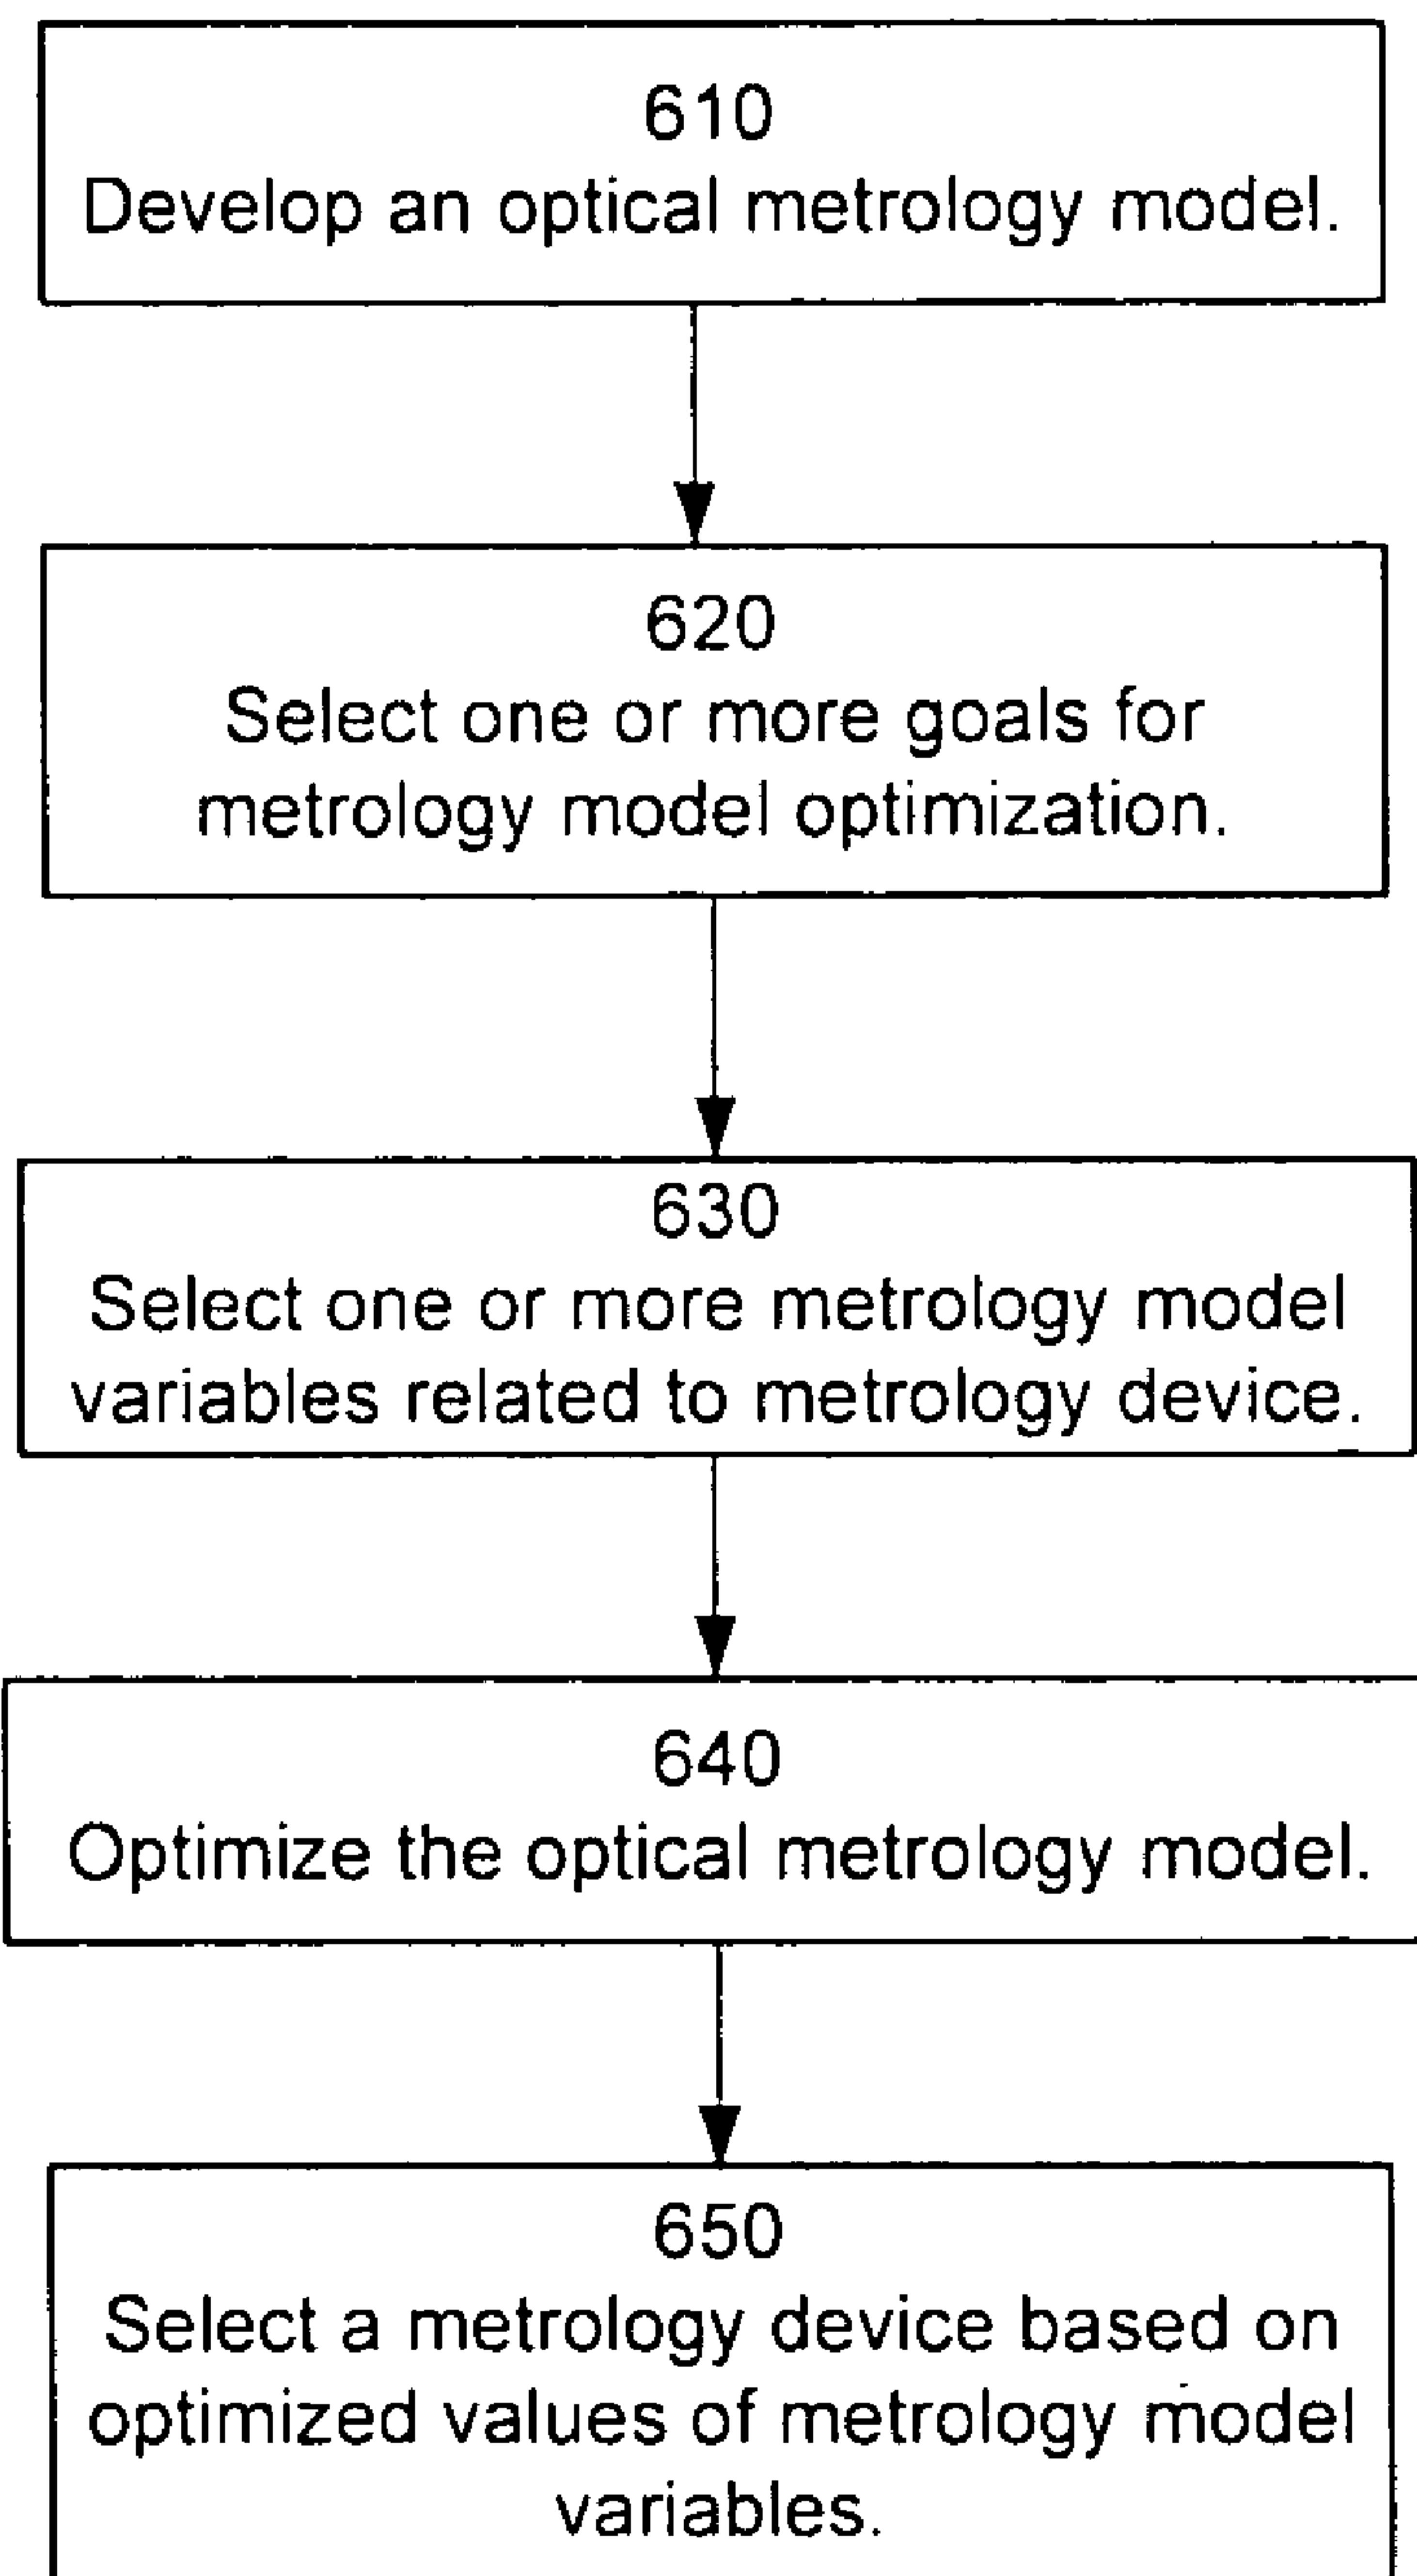 610
Develop an optical metrology model.
620
Select one or more goals for
metrology model optimization.
630
Select one or more metrology model
variables related to metrology device.
640
Optimize the optical metrology model.
650
Select a metrology device based on
optimized values of metrology model
variables.